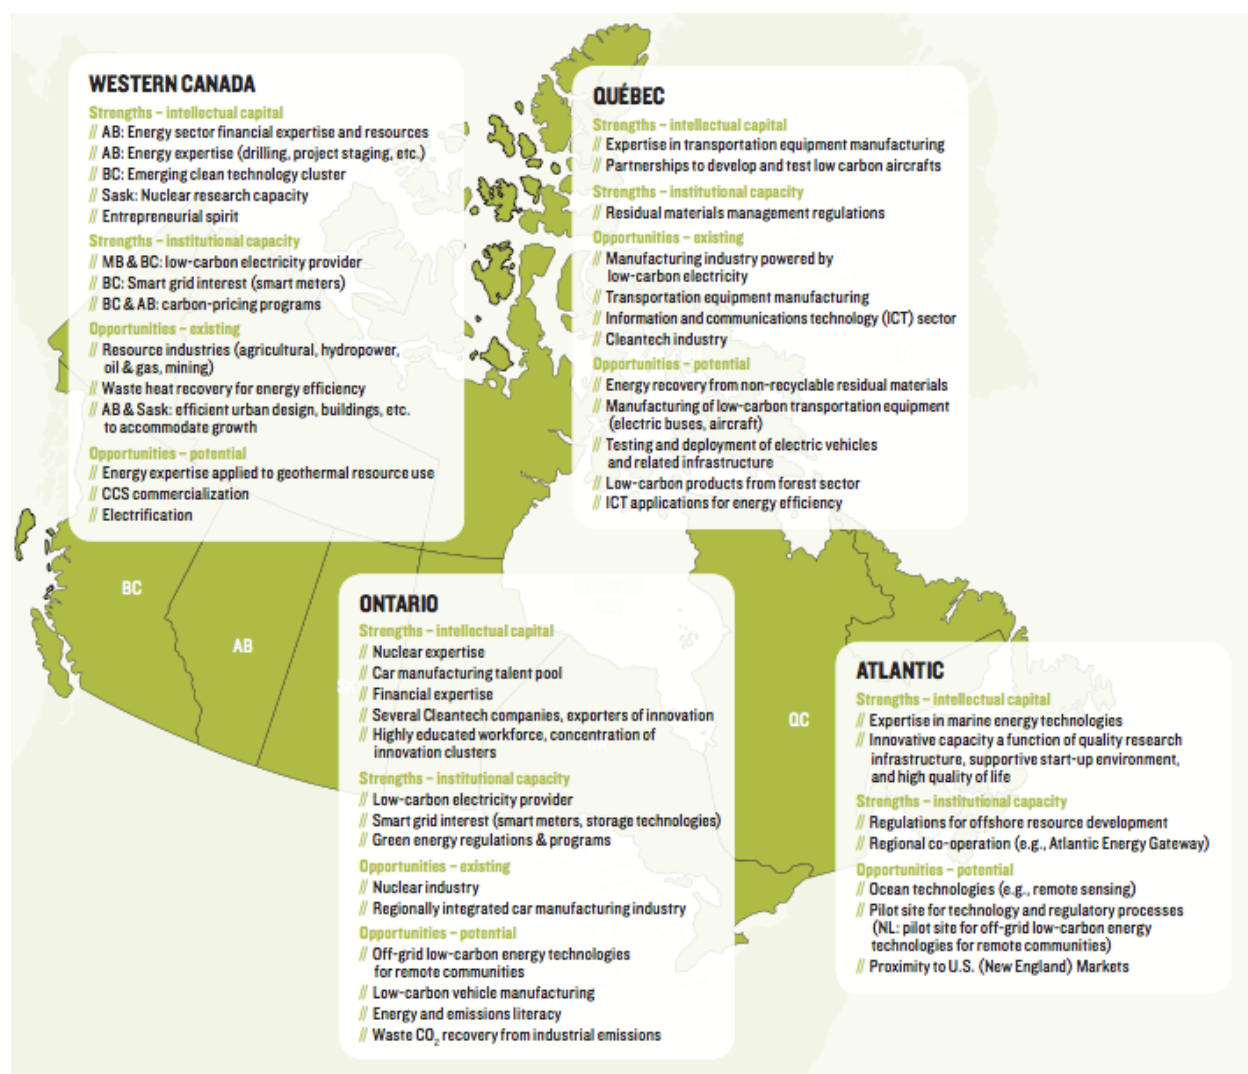 WESTERN CANADA
Strengths – intellectual capital
// AB: Energy sector financial expertise and resources
// AB: Energy expertise (drilling, project staging, etc.)
// BC: Emerging clean technology cluster
// Sask: Nuclear research capacity
// Entrepreneurial spirit
Strengths – institutional capacity
// MB & BC: low-carbon electricity provider
// BC: Smart grid interest (smart meters)
// BC & AB: carbon-pricing programs
Opportunities – existing
// Resource industries (agricultural, hydropower,
oil & gas, mining)
// Waste heat recovery for energy efficiency
// AB & Sask: efficient urban design, buildings, etc.
to accommodate growth
Opportunities – potential
// Energy expertise applied to geothermal resource use
// CCS commercialization
// Electrification
QUÉBEC
Strengths – intellectual capital
// Expertise in transportation equipment manufacturing
// Partnerships to develop and test low carbon aircrafts
Strengths – institutional capacity
// Residual materials management regulations
Opportunities – existing
// Manufacturing industry powered by
low-carbon electricity
// Transportation equipment manufacturing
// Information and communications technology (ICT) sector
// Cleantech industry
Opportunities – potential
// Energy recovery from non-recyclable residual materials
// Manufacturing of low-carbon transportation equipment
(electric buses, aircraft)
// Testing and deployment of electric vehicles
and related infrastructure
// Low-carbon products from forest sector
// ICT applications for energy efficiency
BC
AB
QC
ONTARIO
Strengths – intellectual capital
// Nuclear expertise
// Car manufacturing talent pool
// Financial expertise
// Several Cleantech companies, exporters of innovation
// Highly educated workforce, concentration of
innovation clusters
Strengths – institutional capacity
// Low-carbon electricity provider
// Smart grid interest (smart meters, storage technologies)
// Green energy regulations & programs
Opportunities – existing
// Nuclear industry
// Regionally integrated car manufacturing industry
Opportunities – potential
// Off-grid low-carbon energy technologies
for remote communities
// Low-carbon vehicle manufacturing
// Energy and emissions literacy
// Waste CO₂ recovery from industrial emissions
ATLANTIC
Strengths – intellectual capital
// Expertise in marine energy technologies
// Innovative capacity a function of quality research
infrastructure, supportive start-up environment,
and high quality of life
Strengths – institutional capacity
// Regulations for offshore resource development
// Regional co-operation (e.g., Atlantic Energy Gateway)
Opportunities – potential
// Ocean technologies (e.g., remote sensing)
// Pilot site for technology and regulatory processes
(NL: pilot site for off-grid low-carbon energy
technologies for remote communities)
// Proximity to U.S. (New England) Markets